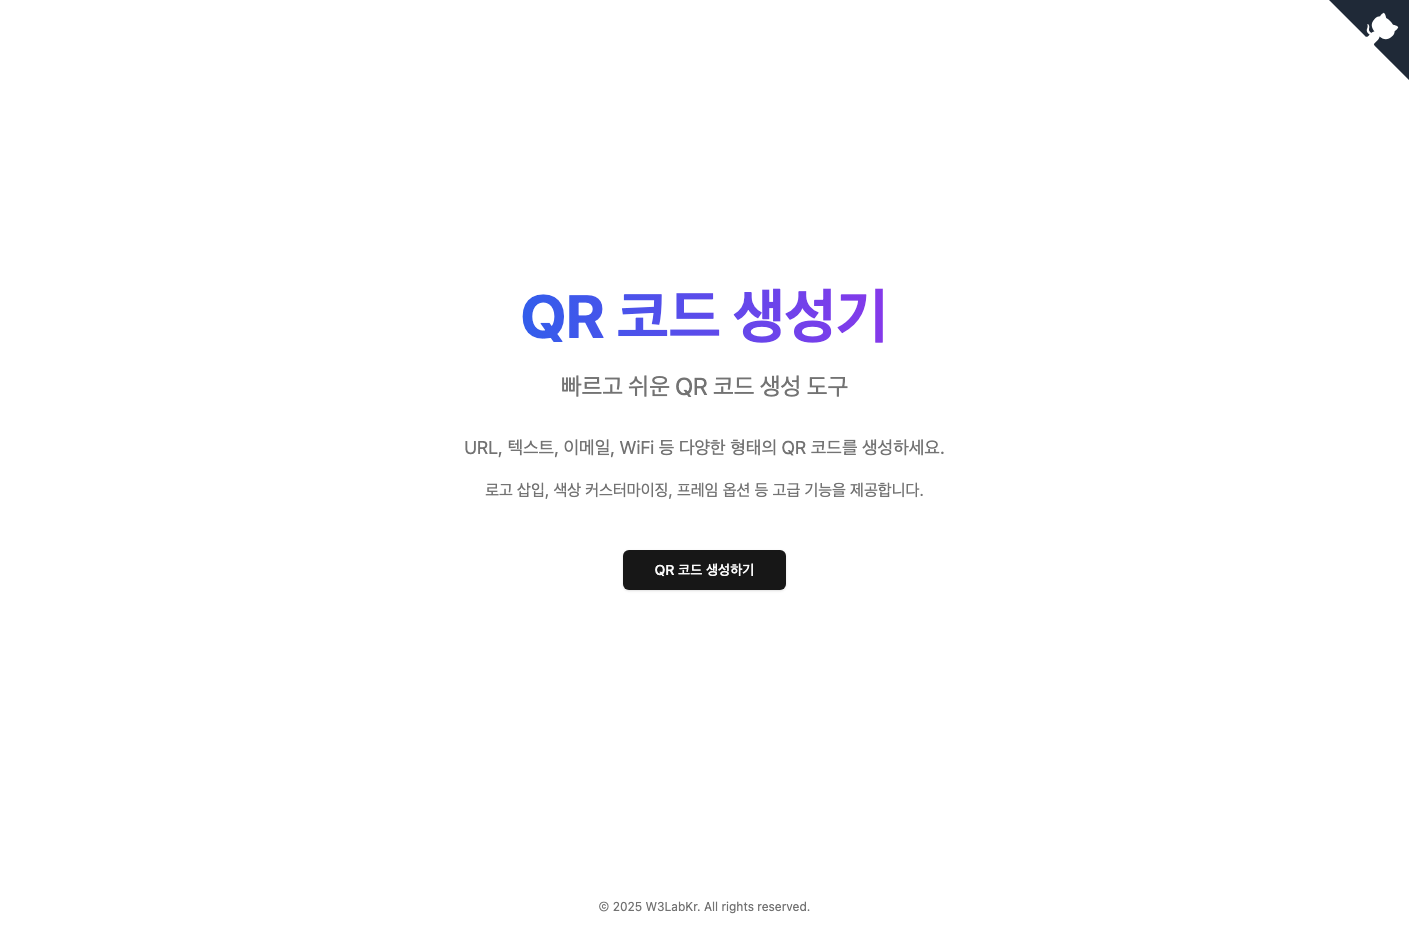 QR 코드 생성기
빠르고 쉬운 QR 코드 생성 도구
URL, 텍스트, 이메일, WiFi 등 다양한 형태의 QR 코드를 생성하세요.
로고 삽입, 색상 커스터마이징, 프레임 옵션 등 고급 기능을 제공합니다.
QR 코드 생성하기
© 2025 W3LabKr. All rights reserved.